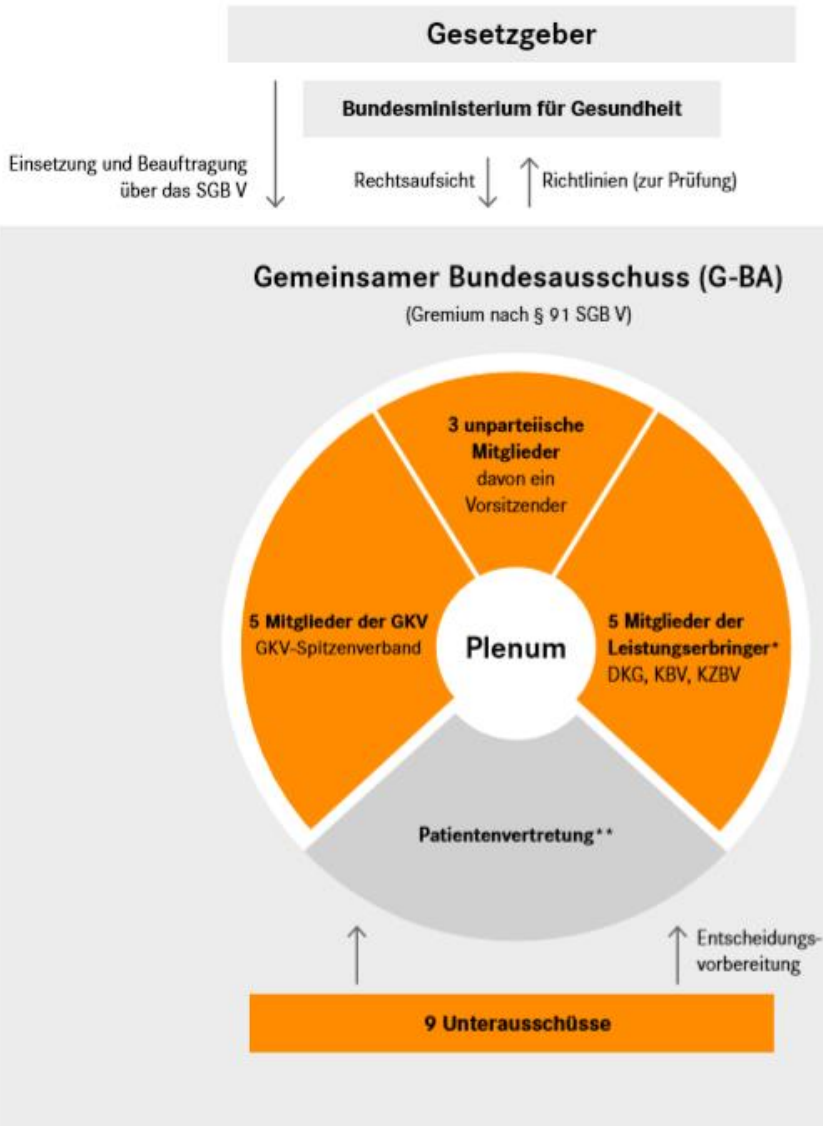 Gesetzgeber
Bundesministerium für Gesundheit
Einsetzung und Beauftragung
über das SGB V
Rechtsaufsicht
Richtlinien (zur Prüfung)
Gemeinsamer Bundesausschuss (G-BA)
(Gremium nach § 91 SGB V)
3 unparteiische
Mitglieder
davon ein
Vorsitzender
5 Mitglieder der GKV
GKV-Spitzenverband
Plenum
5 Mitglieder der
Leistungserbringer*
DKG, KBV, KZBV
Patientenvertretung**
Entscheidungs-
vorbereitung
9 Unterausschüsse